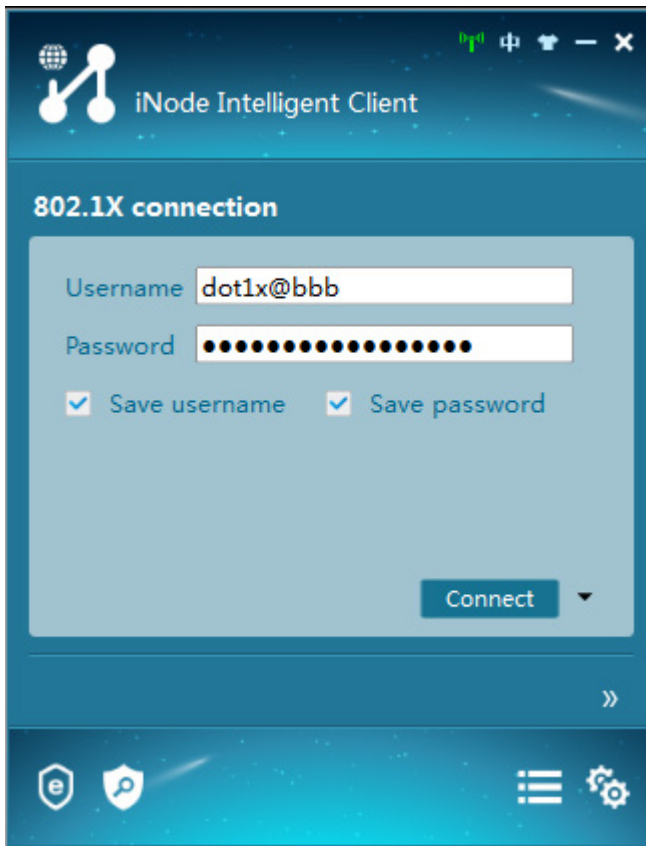 中
iNode Intelligent Client
802.1X connection
Username dot1x@bbb
Password ●●●●●●●●●●●●●●●●●
Save username Save password
Connect
»
e